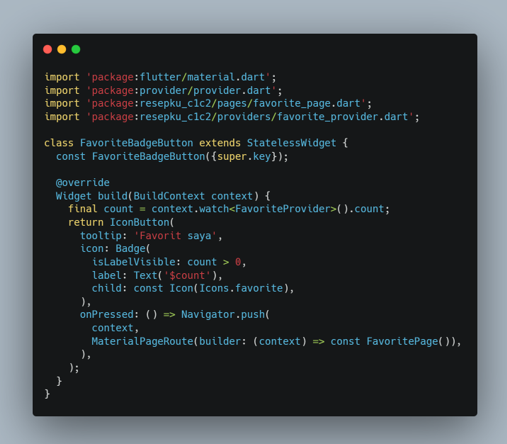 import 'package:flutter/material.dart';
import 'package:provider/provider.dart';
import 'package:resepku_c1c2/pages/favorite_page.dart';
import 'package:resepku_c1c2/providers/favorite_provider.dart';

class FavoriteBadgeButton extends StatelessWidget {
  const FavoriteBadgeButton({super.key});

  @override
  Widget build(BuildContext context) {
    final count = context.watch<FavoriteProvider>().count;
    return IconButton(
      tooltip: 'Favorit saya',
      icon: Badge(
        isLabelVisible: count > 0,
        label: Text('$count'),
        child: const Icon(Icons.favorite),
      ),
      onPressed: () => Navigator.push(
        context,
        MaterialPageRoute(builder: (context) => const FavoritePage()),
      ),
    );
  }
}